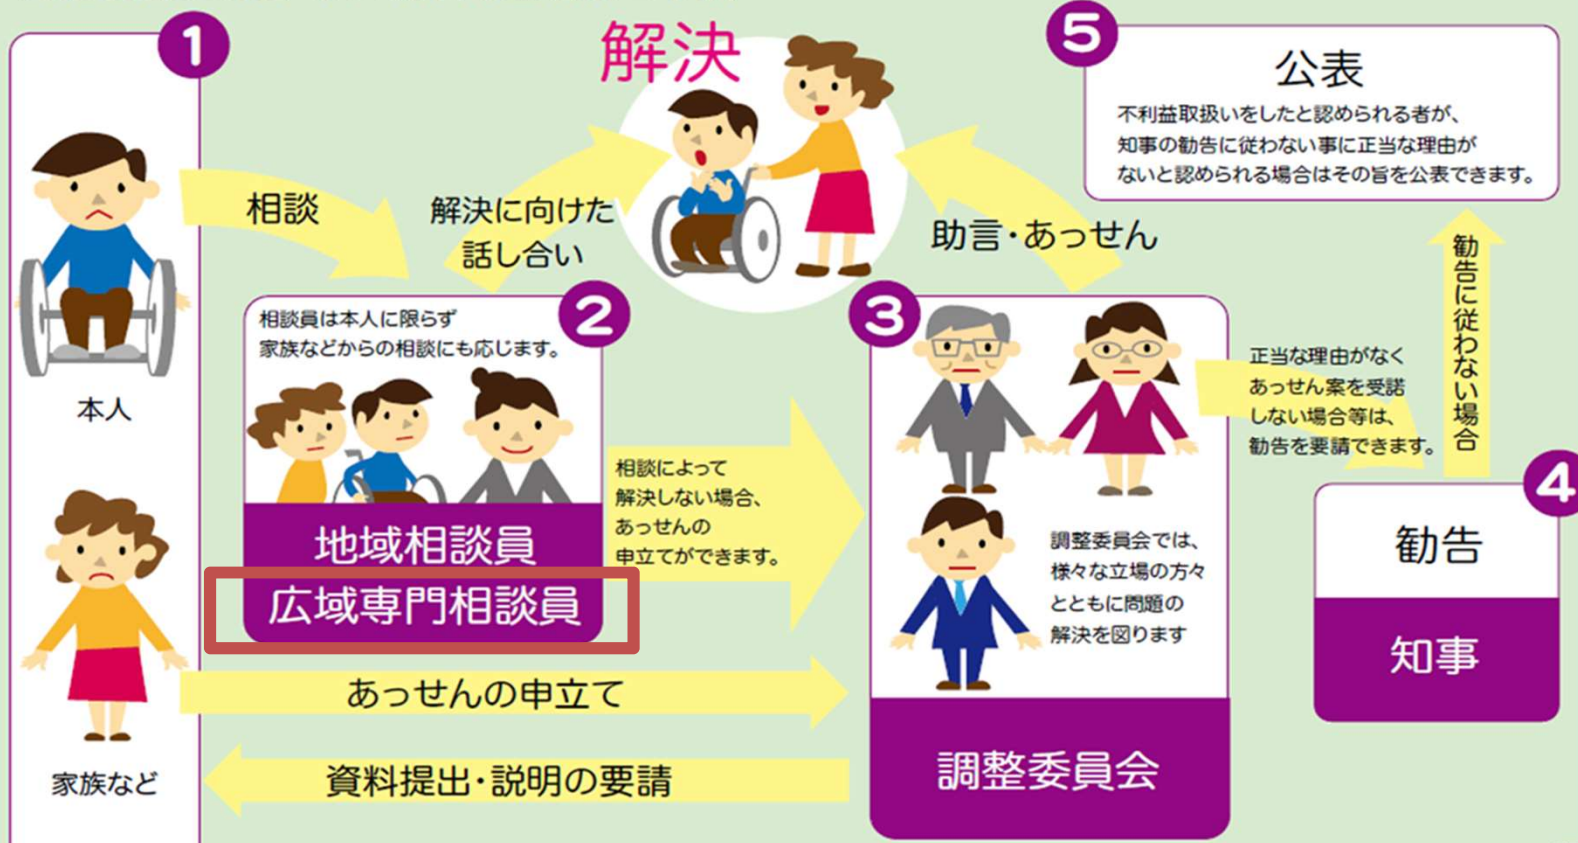 1
本人
家族など
相談
2
相談員は本人に限らず
家族などからの相談にも応じます。
地域相談員
広域専門相談員
解決に向けた
話し合い
解決
相談によって
解決しない場合、
あっせんの
申立てができます。
あっせんの申立て
資料提出・説明の要請
3
調整委員会では、
様々な立場の方々
とともに問題の
解決を図ります
調整委員会
助言・あっせん
正当な理由がなく
あっせん案を受諾
しない場合等は、
勧告を要請できます。
4
勧告
知事
勧告に従わない場合
5
公表
不利益取扱いをしたと認められる者が、
知事の勧告に従わない事に正当な理由が
ないと認められる場合はその旨を公表できます。